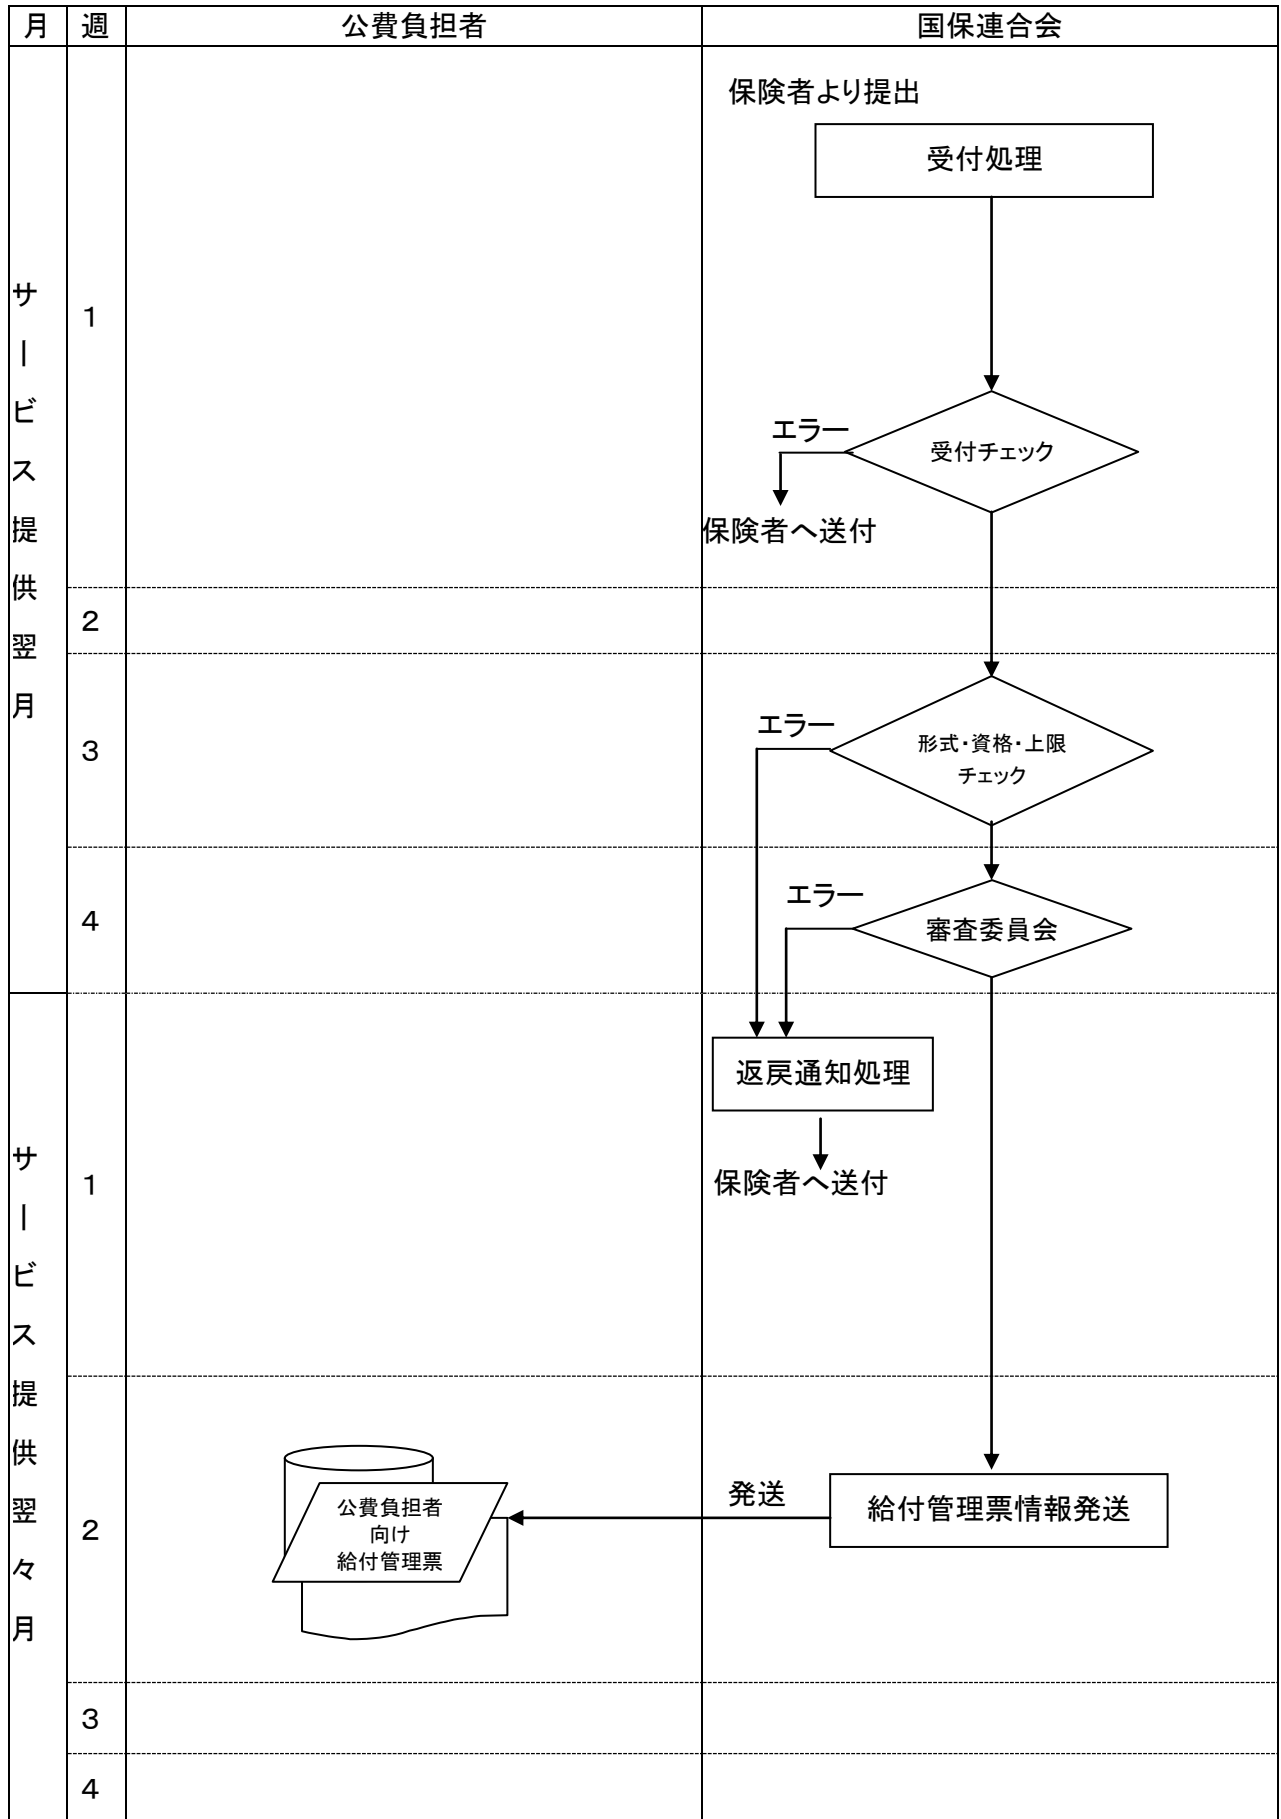 月 週 公費負担者 国保連合会
保険者より提出
受付処理
サービス提供翌月
1
エラー
受付チェック
保険者へ送付
2
エラー
形式・資格・上限
チェック
3
エラー
審査委員会
4
返戻通知処理
保険者へ送付
サービス提供翌々月
1
発送
給付管理票情報発送
公費負担者
向け
給付管理票
2
3
4